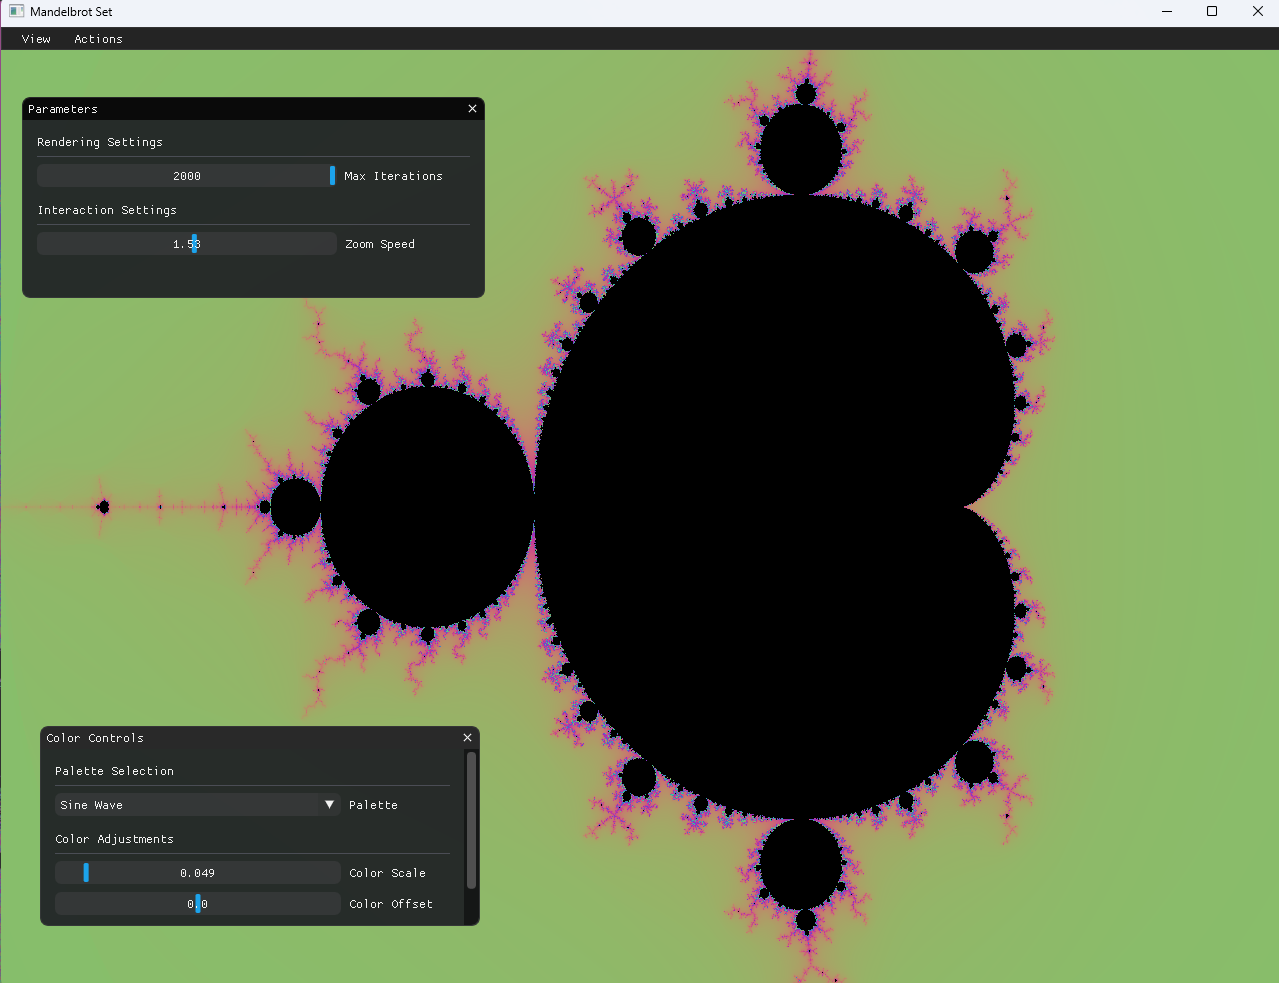 Mandelbrot Set
View Actions
Parameters
Rendering Settings
2000 Max Iterations
Interaction Settings
1.53 Zoom Speed
Color Controls
Palette Selection
Sine Wave Palette
Color Adjustments
0.049 Color Scale
0.0 Color Offset